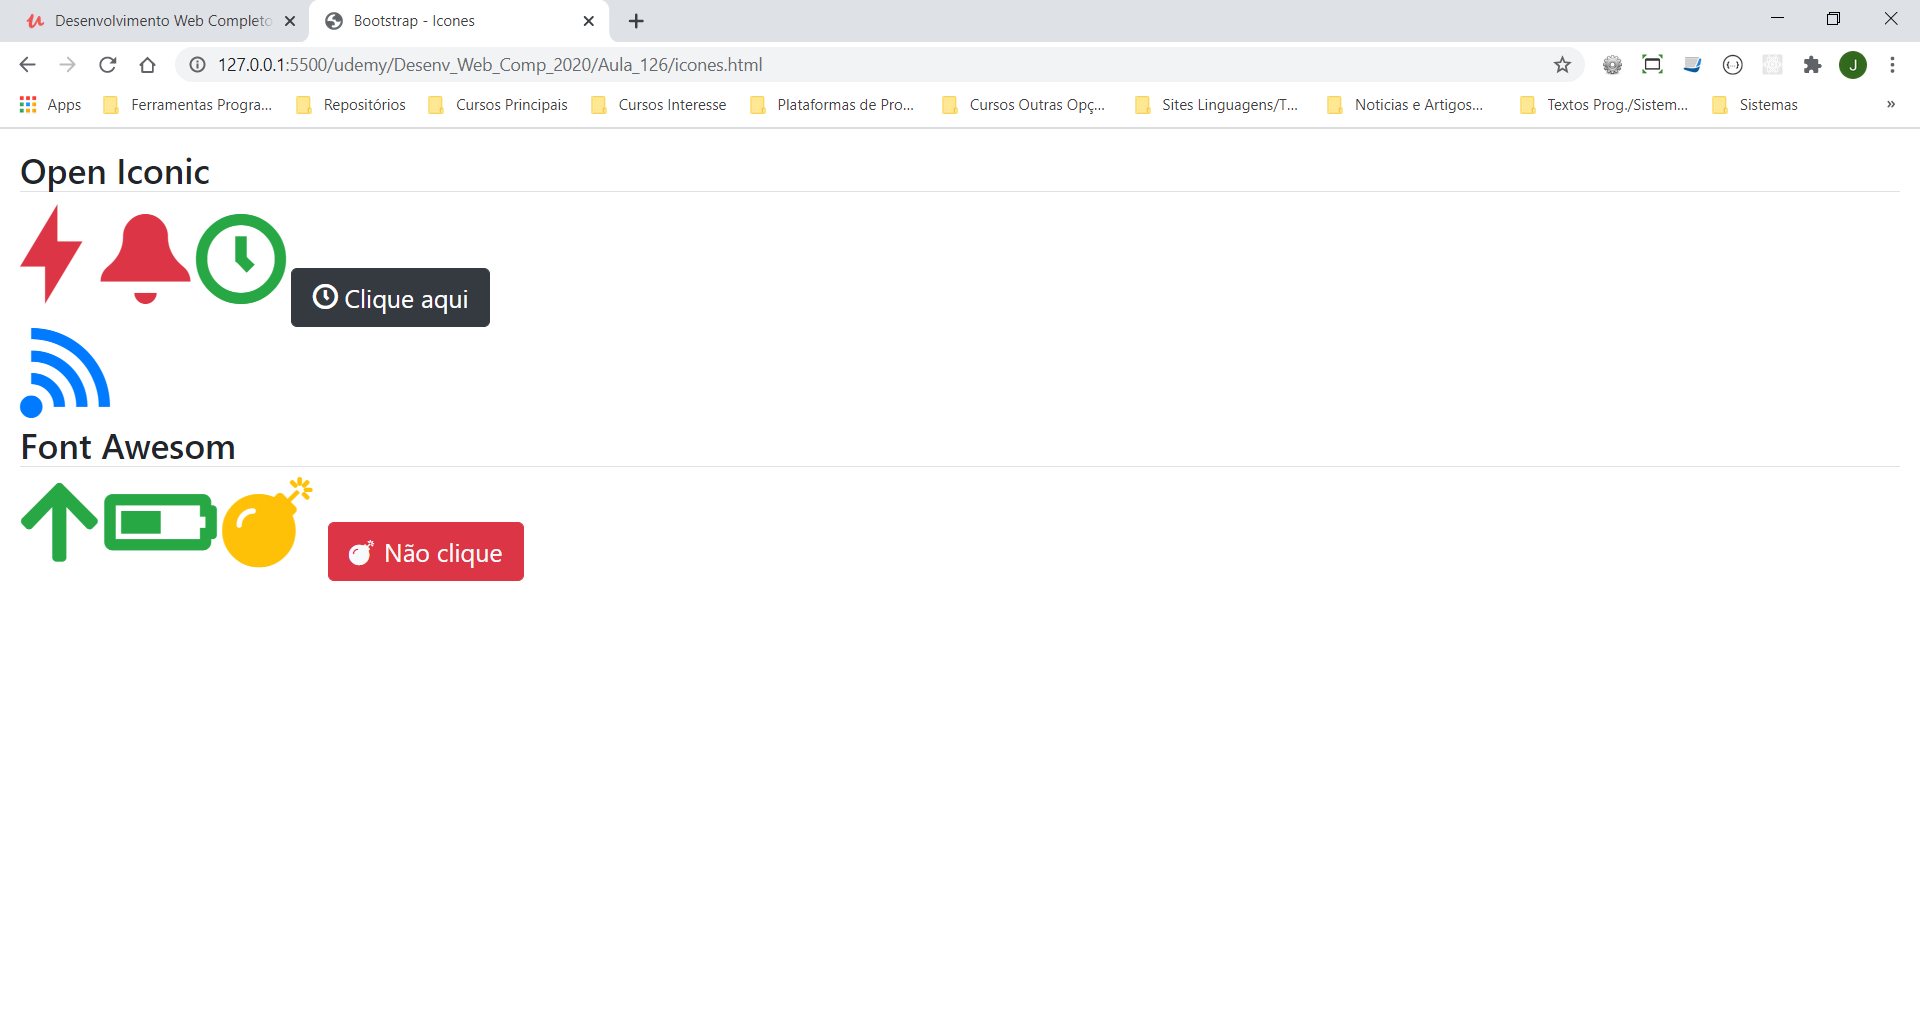 Desenvolvimento Web Completo
Bootstrap - Icones
127.0.0.1:5500/udemy/Desenv_Web_Comp_2020/Aula_126/icones.html
J
Apps Ferramentas Progra... Repositórios Cursos Principais Cursos Interesse Plataformas de Pro... Cursos Outras Opç... Sites Linguagens/T... Noticias e Artigos... Textos Prog./Sistem... Sistemas »
Open Iconic
Clique aqui
Font Awesom
Não clique